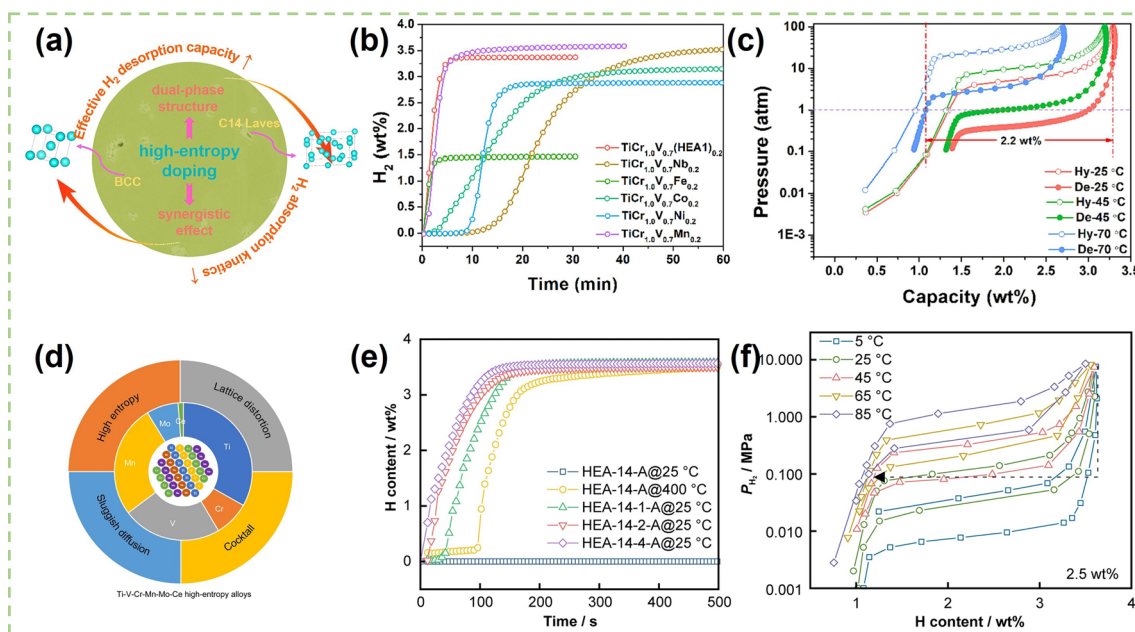 (a)
Effective H2 desorption capacity ↑
dual-phase
structure
C14 Laves
high-entropy
doping
BCC
synergistic
effect
H2 absorption kinetics ↑
(b)
H2 (wt%)
4.0
3.5
3.0
2.5
2.0
1.5
1.0
0.5
0.0
TiCr1.0V0.7(HEA1)0.2
TiCr1.0V0.7Nb0.2
TiCr1.0V0.7Fe0.2
TiCr1.0V0.7Co0.2
TiCr1.0V0.7Ni0.2
TiCr1.0V0.7Mn0.2
0 10 20 30 40 50 60
Time (min)
(c)
Pressure (atm)
100
10
1
0.1
0.01
1E-3
2.2 wt%
Hy-25 °C
De-25 °C
Hy-45 °C
De-45 °C
Hy-70 °C
De-70 °C
0.0 0.5 1.0 1.5 2.0 2.5 3.0 3.5
Capacity (wt%)
(d)
High entropy
Lattice distortion
Sluggish diffusion
Cocktall
Mo
Ce
Ti
Mn
V
Cr
Ti-V-Cr-Mn-Mo-Ce high-entropy alloys
(e)
H content / wt%
4
3
2
1
0
HEA-14-A@25 °C
HEA-14-A@400 °C
HEA-14-1-A@25 °C
HEA-14-2-A@25 °C
HEA-14-4-A@25 °C
0 100 200 300 400 500
Time / s
(f)
PH2 / MPa
10.000
1.000
0.100
0.010
0.001
5 °C
25 °C
45 °C
65 °C
85 °C
2.5 wt%
1 2 3 4
H content / wt%